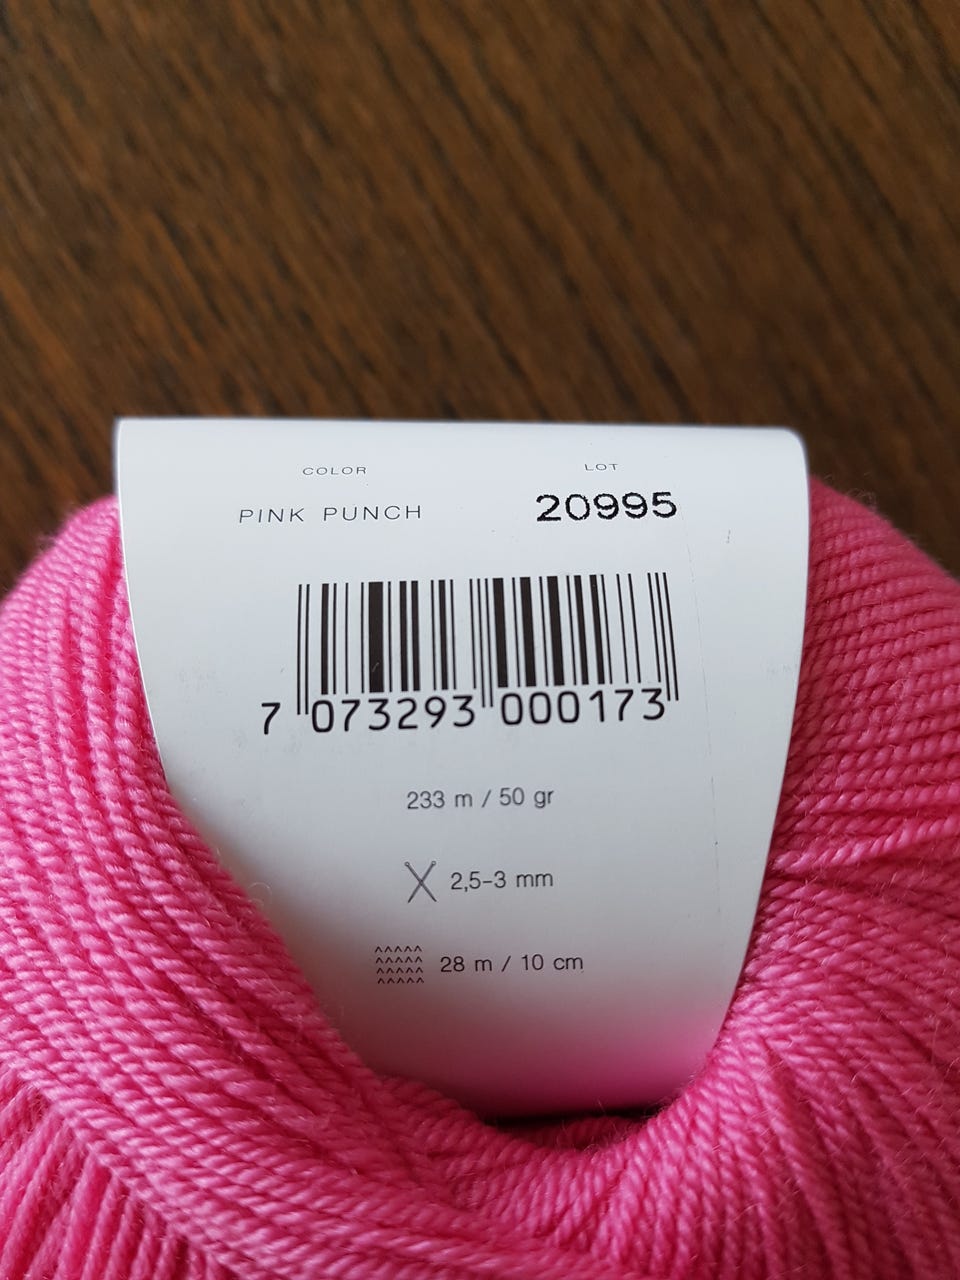 COLOR
LOT
PINK PUNCH
20995
7 073293 000173
233 m / 50 gr
2,5-3 mm
28 m / 10 cm